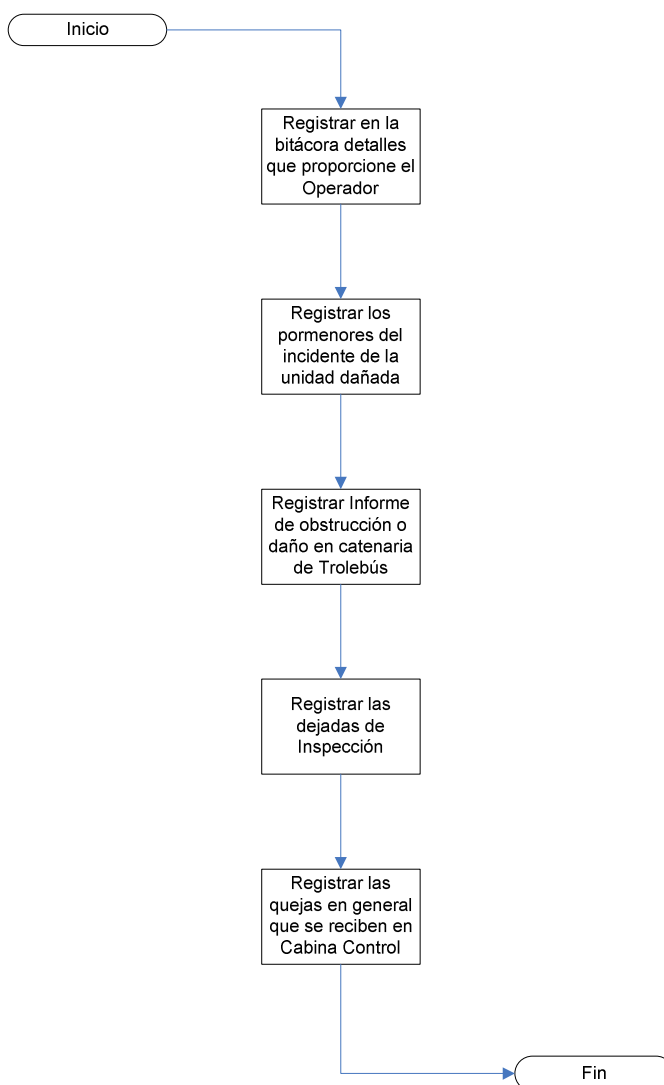 Inicio
Registrar en la
bitácora detalles
que proporcione el
Operador
Registrar los
pormenores del
incidente de la
unidad dañada
Registrar Informe
de obstrucción o
daño en catenaria
de Trolebús
Registrar las
dejadas de
Inspección
Registrar las
quejas en general
que se reciben en
Cabina Control
Fin